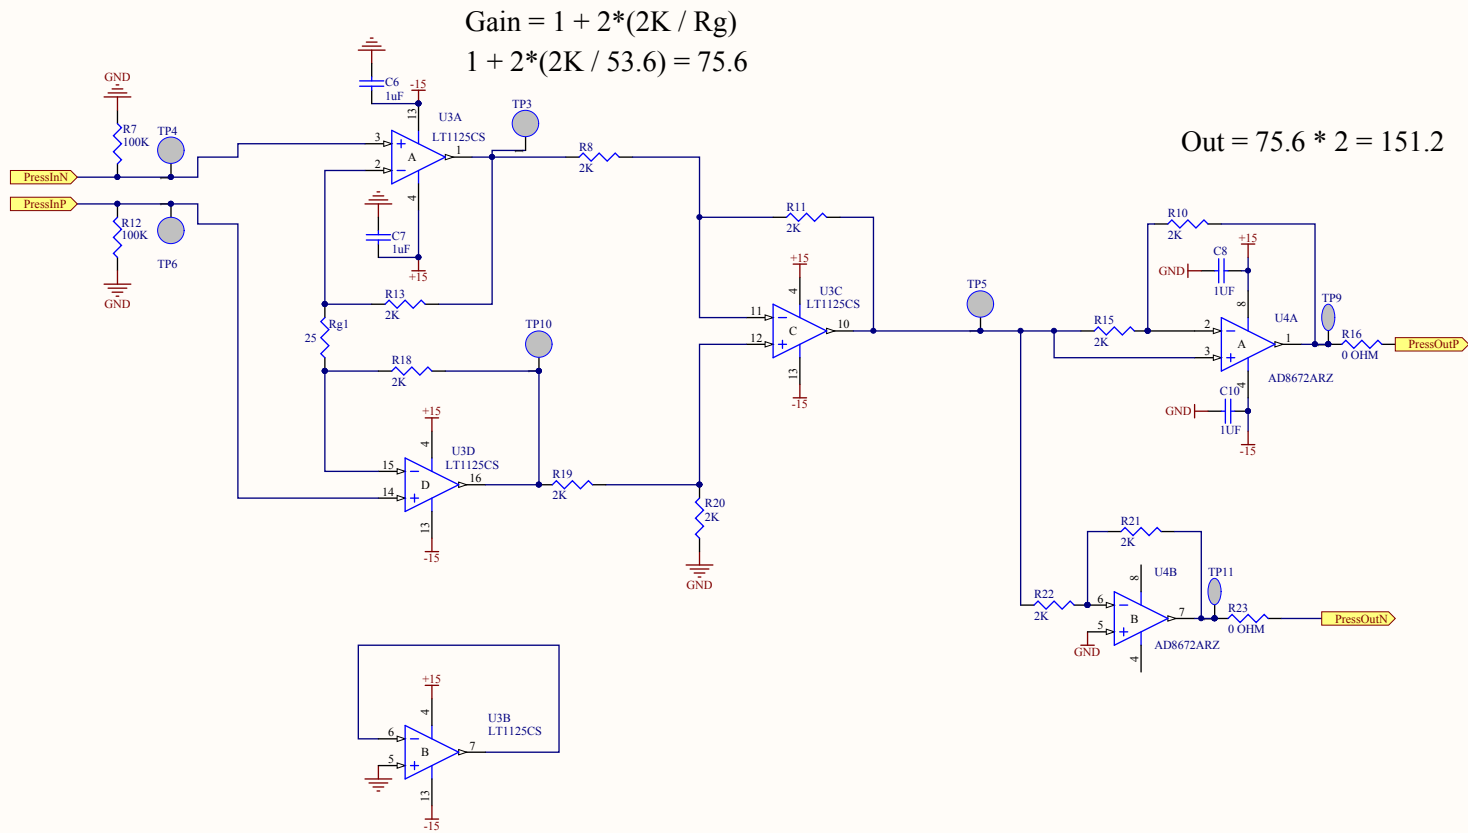 Gain = 1 + 2*(2K / Rg)
1 + 2*(2K / 53.6) = 75.6
Out = 75.6 * 2 = 151.2
GND
R7
100K
TP4
PressInN
PressInP
R12
100K
TP6
GND
C6
1uF
-15
13
U3A
LT1125CS
3
2
A
1
4
C7
1uF
+15
TP3
R8
2K
R13
2K
Rg1
25
R18
2K
TP10
+15
4
U3D
LT1125CS
15
14
D
16
13
-15
R19
2K
R20
2K
GND
R11
2K
+15
4
U3C
LT1125CS
11
12
C
10
13
-15
TP5
R10
2K
+15
C8
GND
1UF
8
U4A
TP9
R15
2K
2
3
A
1
R16
0 OHM
PressOutP
AD8672ARZ
4
C10
GND
1UF
-15
R21
2K
8
U4B
TP11
R22
2K
6
5
B
7
R23
0 OHM
PressOutN
GND
AD8672ARZ
4
+15
4
U3B
LT1125CS
6
5
B
7
13
-15